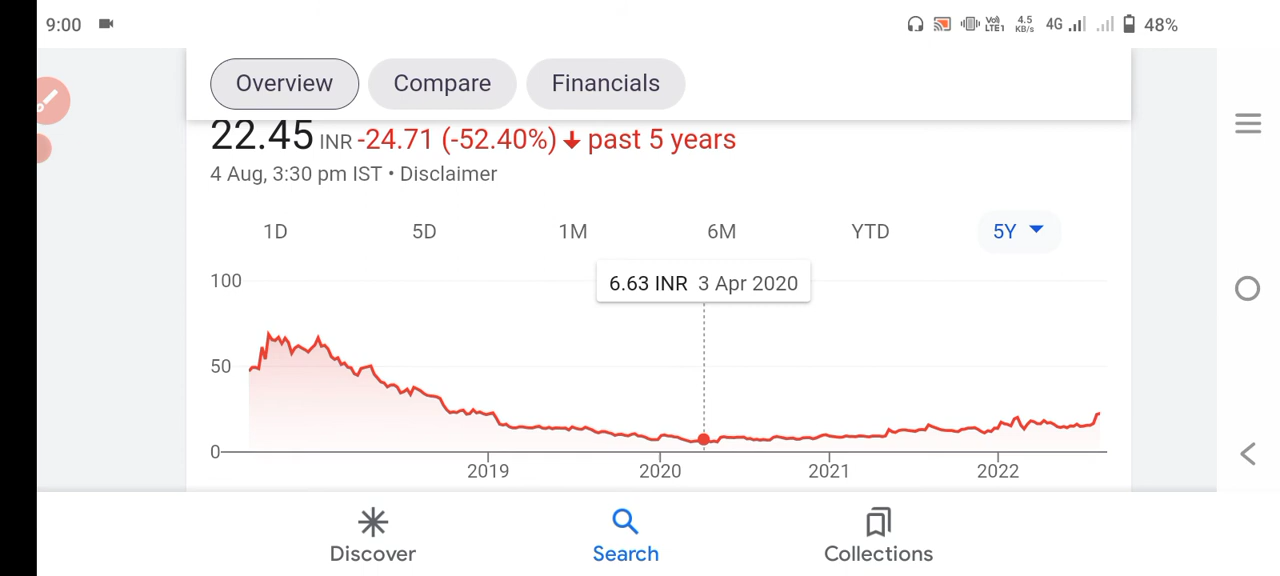 9:00 Vo) LTE1 4.5 KB/s 4G 48%
Overview Compare Financials
22.45 INR -24.71 (-52.40%) ↓ past 5 years
4 Aug, 3:30 pm IST • Disclaimer
1D 5D 1M 6M YTD 5Y
6.63 INR 3 Apr 2020
100
50
0
2019 2020 2021 2022
Discover Search Collections